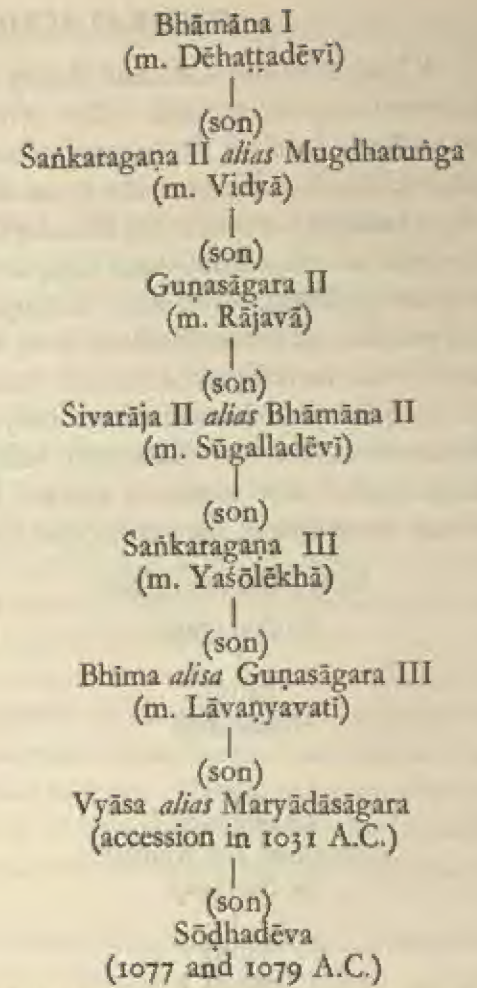 Bhāmāna I
(m. Dēhaṭṭadēvī)
|
(son)
Saṅkaragaṇa II alias Mugdhatuṅga
(m. Vidyā)
|
(son)
Guṇasāgara II
(m. Rājavā)
|
(son)
Sivarāja II alias Bhāmāna II
(m. Sūgalladēvī)
|
(son)
Saṅkaragaṇa III
(m. Yaśōlēkhā)
|
(son)
Bhima alisa Guṇasāgara III
(m. Lāvaṇyavati)
|
(son)
Vyāsa alias Maryādāsāgara
(accession in 1031 A.C.)
|
(son)
Sōḍhadēva
(1077 and 1079 A.C.)